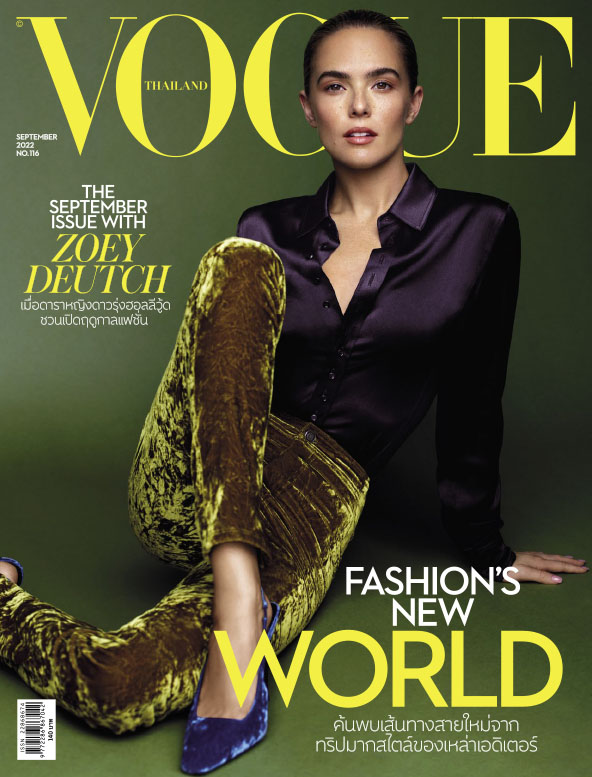 ©
VOGUE
THAILAND
SEPTEMBER
2022
NO.116
THE
SEPTEMBER
ISSUE WITH
ZOEY
DEUTCH
เมื่อดาราหญิงดาวรุ่งฮอลลีวู้ด
ชวนเปิดฤดูกาลแฟชั่น
FASHION'S
NEW
WORLD
ค้นพบเส้นทางสายใหม่จาก
ทริปมากสไตล์ของเหล่าเอดิเตอร์
140 บาท